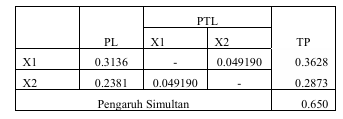 PTL
PL X1 X2 TP
X1 0.3136 - 0.049190 0.3628
X2 0.2381 0.049190 - 0.2873
Pengaruh Simultan 0.650